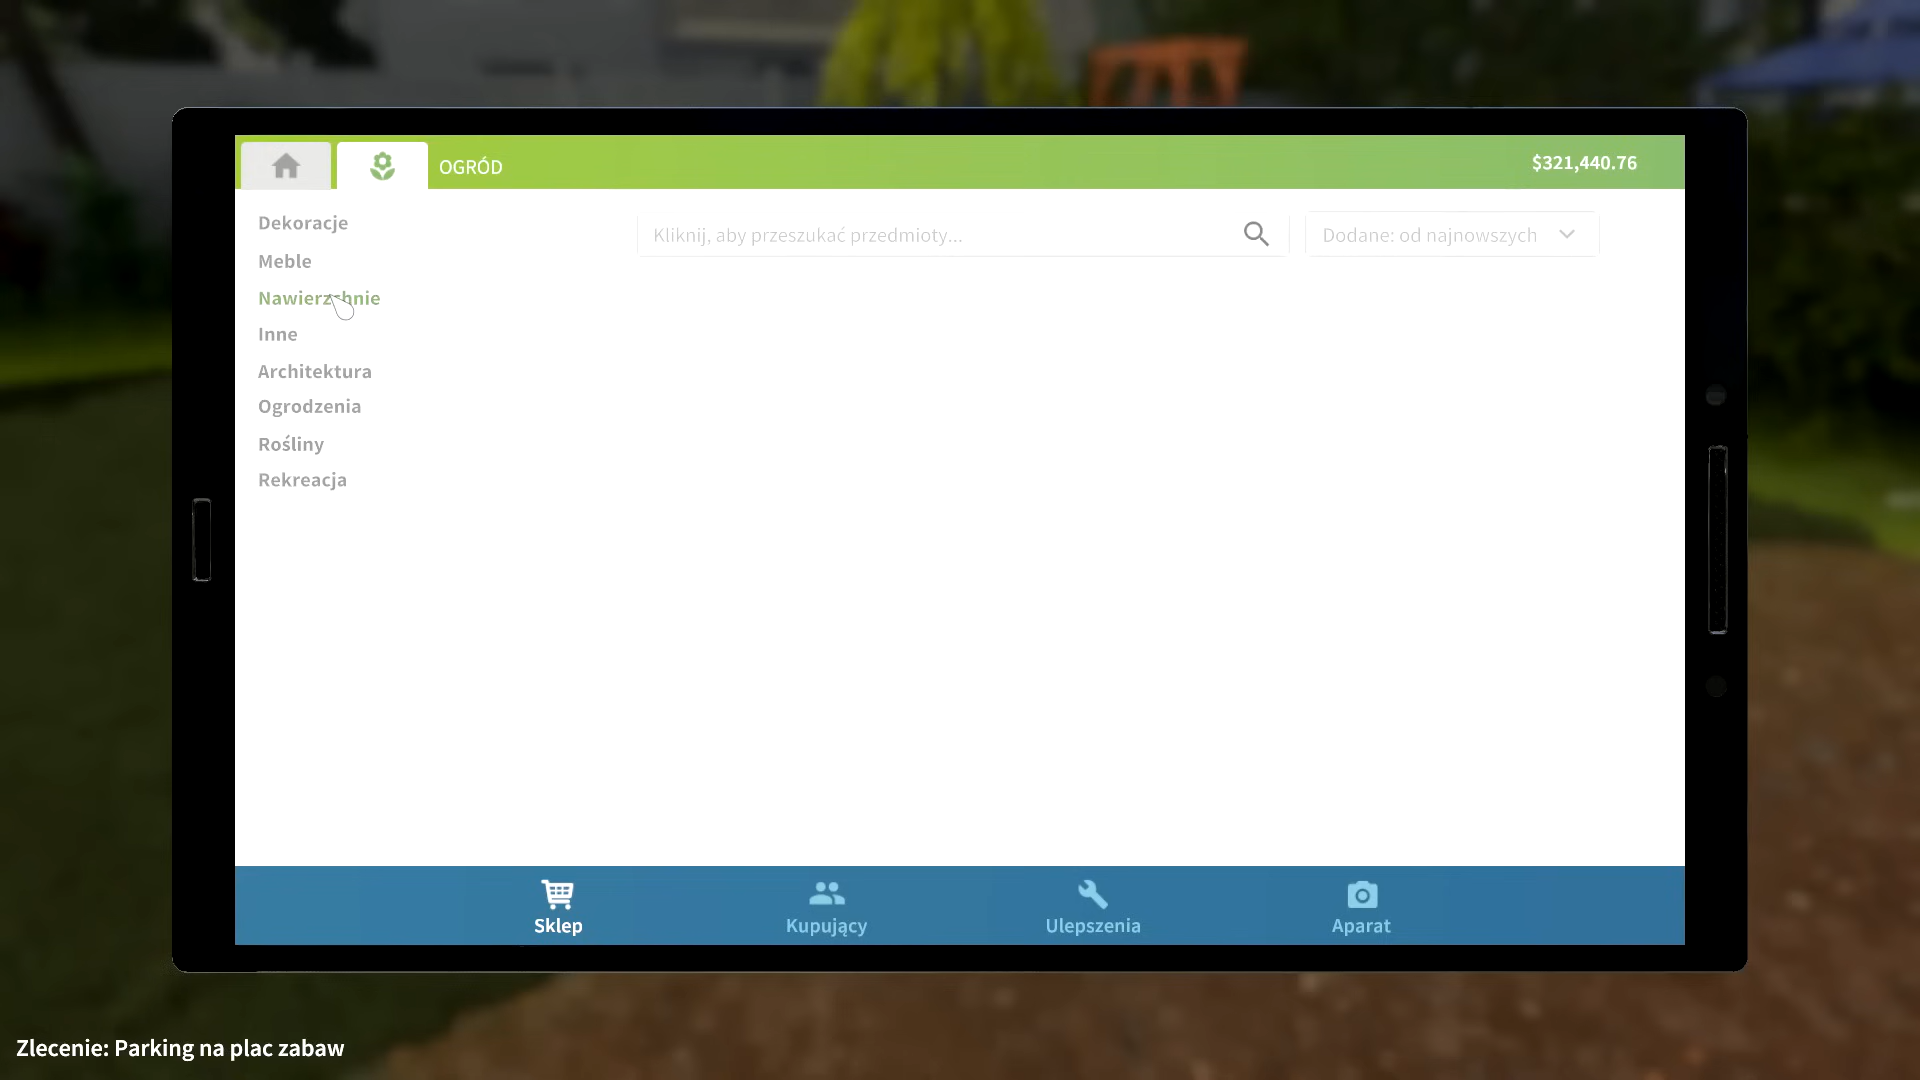 OGRÓD
$321,440.76
Dekoracje
Meble
Nawierzchnie
Inne
Architektura
Ogrodzenia
Rośliny
Rekreacja
Kliknij, aby przeszukać przedmioty...
Dodane: od najnowszych
Sklep
Kupujący
Ulepszenia
Aparat
Zlecenie: Parking na plac zabaw